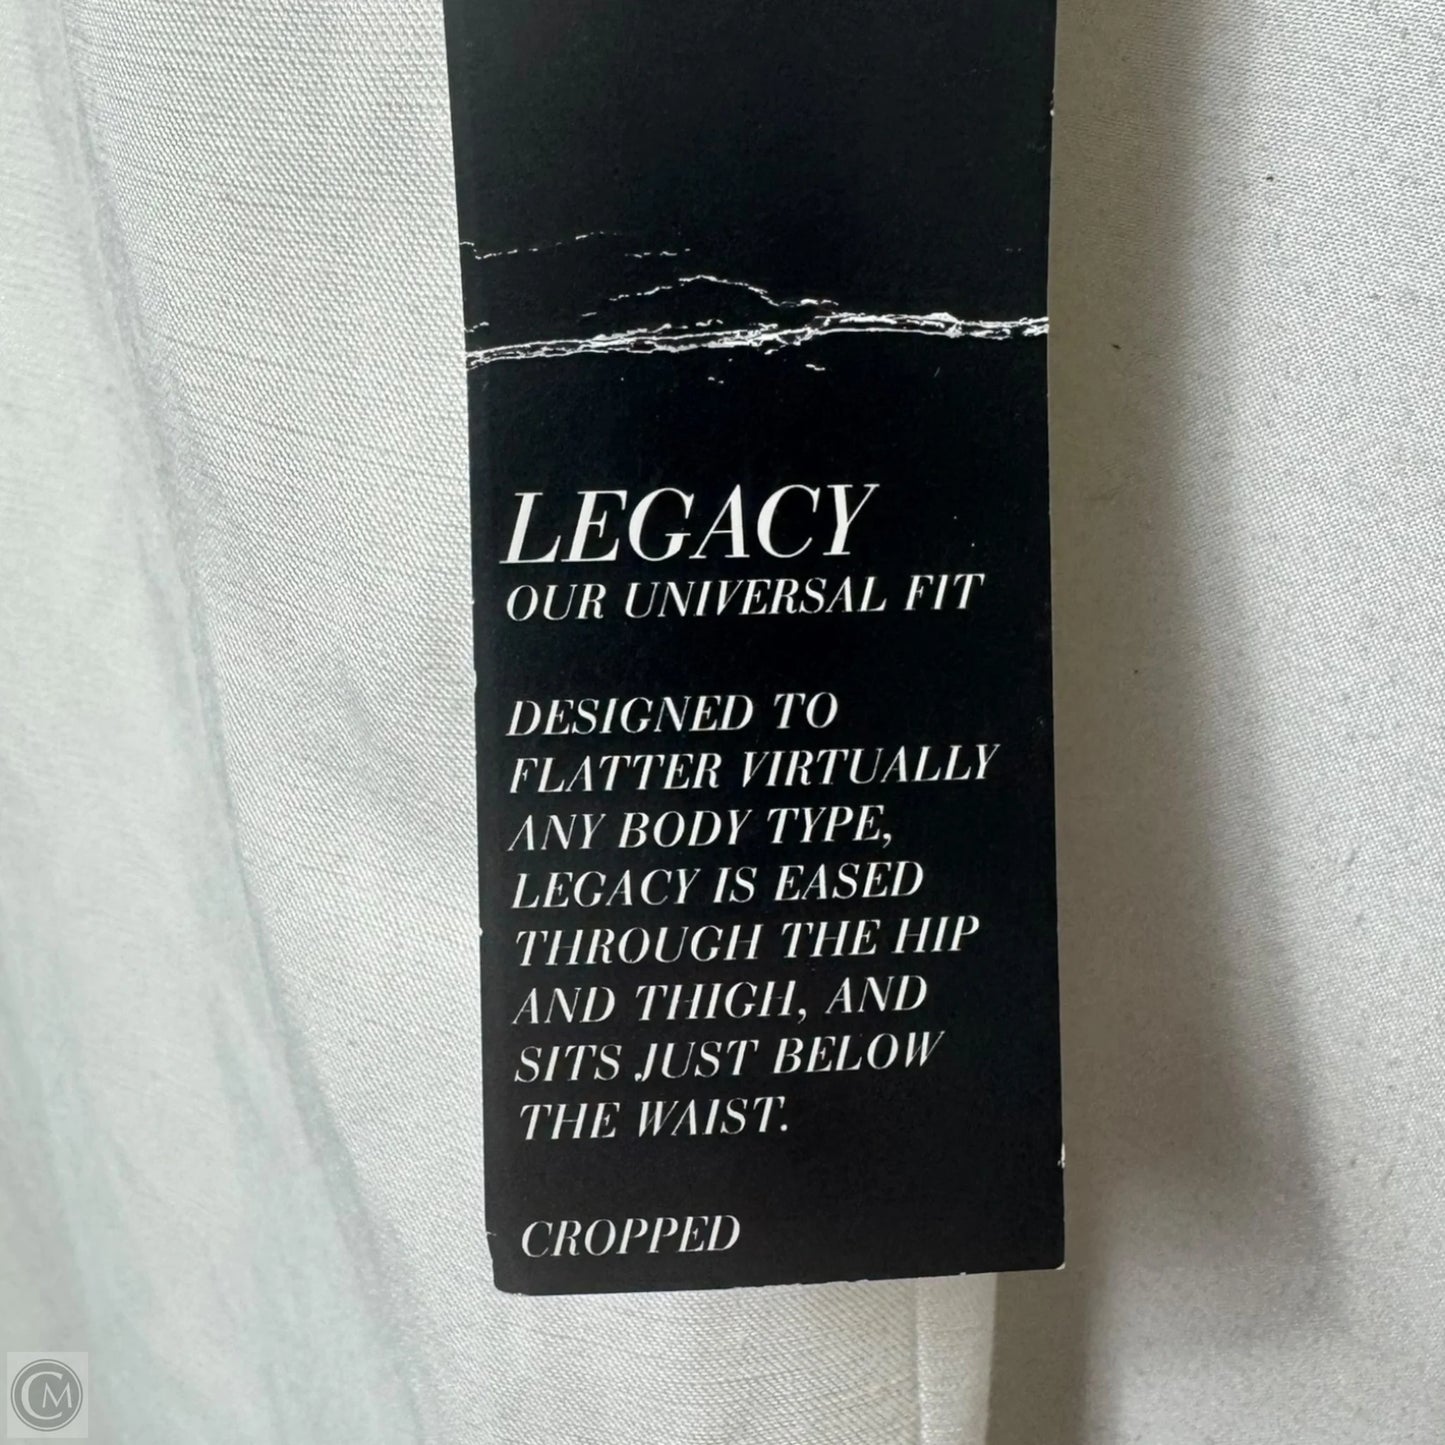 LEGACY
OUR UNIVERSAL FIT
DESIGNED TO
FLATTER VIRTUALLY
ANY BODY TYPE,
LEGACY IS EASED
THROUGH THE HIP
AND THIGH, AND
SITS JUST BELOW
THE WAIST.
CROPPED
CM